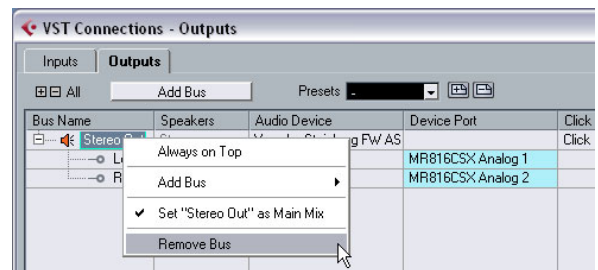 VST Connections - Outputs
Inputs Outputs
All Add Bus Presets -
Bus Name Speakers Audio Device Device Port Click
Stereo Out g FW AS Click
Always on Top
L MR816CSX Analog 1
R MR816CSX Analog 2
Add Bus
✔ Set "Stereo Out" as Main Mix
Remove Bus